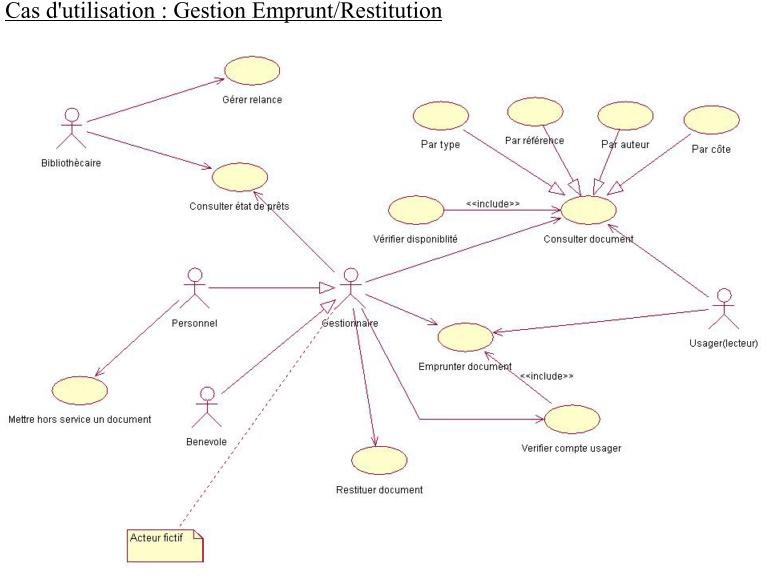 Cas d'utilisation : Gestion Emprunt/Restitution
Gérer relance
Bibliothècaire
Par type
Par référence
Par auteur
Par côte
Consulter état de prêts
<<include>>
Vérifier disponiblité
Consulter document
Personnel
Gestionnaire
Usager(lecteur)
Emprunter document
<<include>>
Mettre hors service un document
Benevole
Verifier compte usager
Restituer document
Acteur fictif